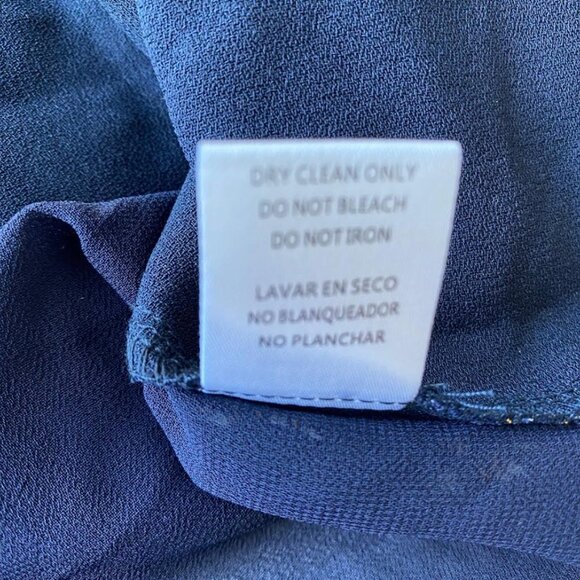 DRY CLEAN ONLY
DO NOT BLEACH
DO NOT IRON
LAVAR EN SECO
NO BLANQUEADOR
NO PLANCHAR